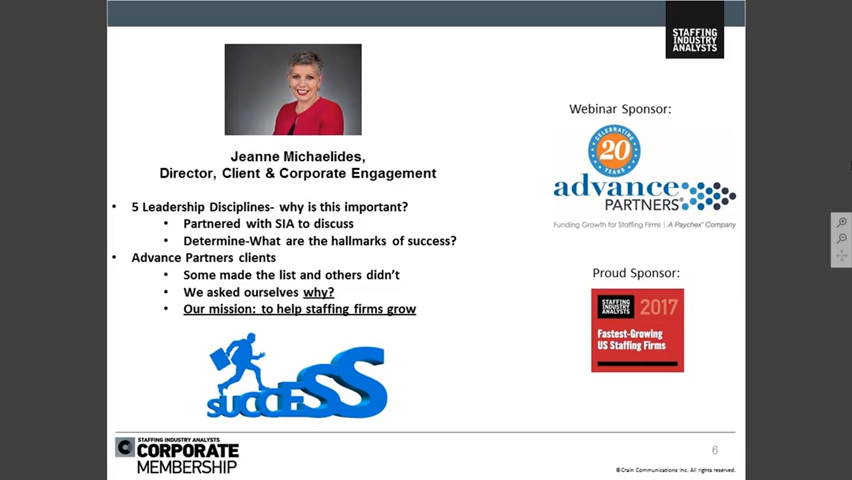 STAFFING
INDUSTRY
ANALYSTS
Jeanne Michaelides,
Director, Client & Corporate Engagement
• 5 Leadership Disciplines- why is this important?
• Partnered with SIA to discuss
• Determine-What are the hallmarks of success?
• Advance Partners clients
• Some made the list and others didn't
• We asked ourselves why?
• Our mission: to help staffing firms grow
SUCCESS
Webinar Sponsor:
CELEBRATING
20
YEARS
advance
PARTNERS®
Funding Growth for Staffing Firms | A Paychex® Company
Proud Sponsor:
STAFFING
INDUSTRY
ANALYSTS
2017
Fastest-Growing
US Staffing Firms
C
STAFFING INDUSTRY ANALYSTS
CORPORATE
MEMBERSHIP
6
©Crain Communications Inc. All rights reserved.